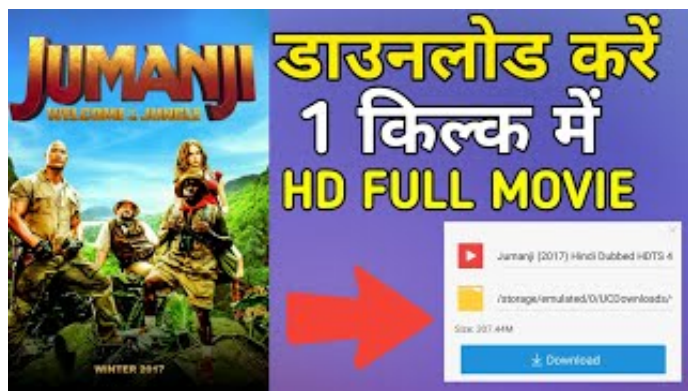 JUMANJI
WELCOME TO THE JUNGLE
WINTER 2017
डाउनलोड करें
1 किल्क में
HD FULL MOVIE
Jumanji (2017) Hindi Dubbed HDTS 4
/storage/emulated/0/UCDownloads/
Size: 207.44M
Download